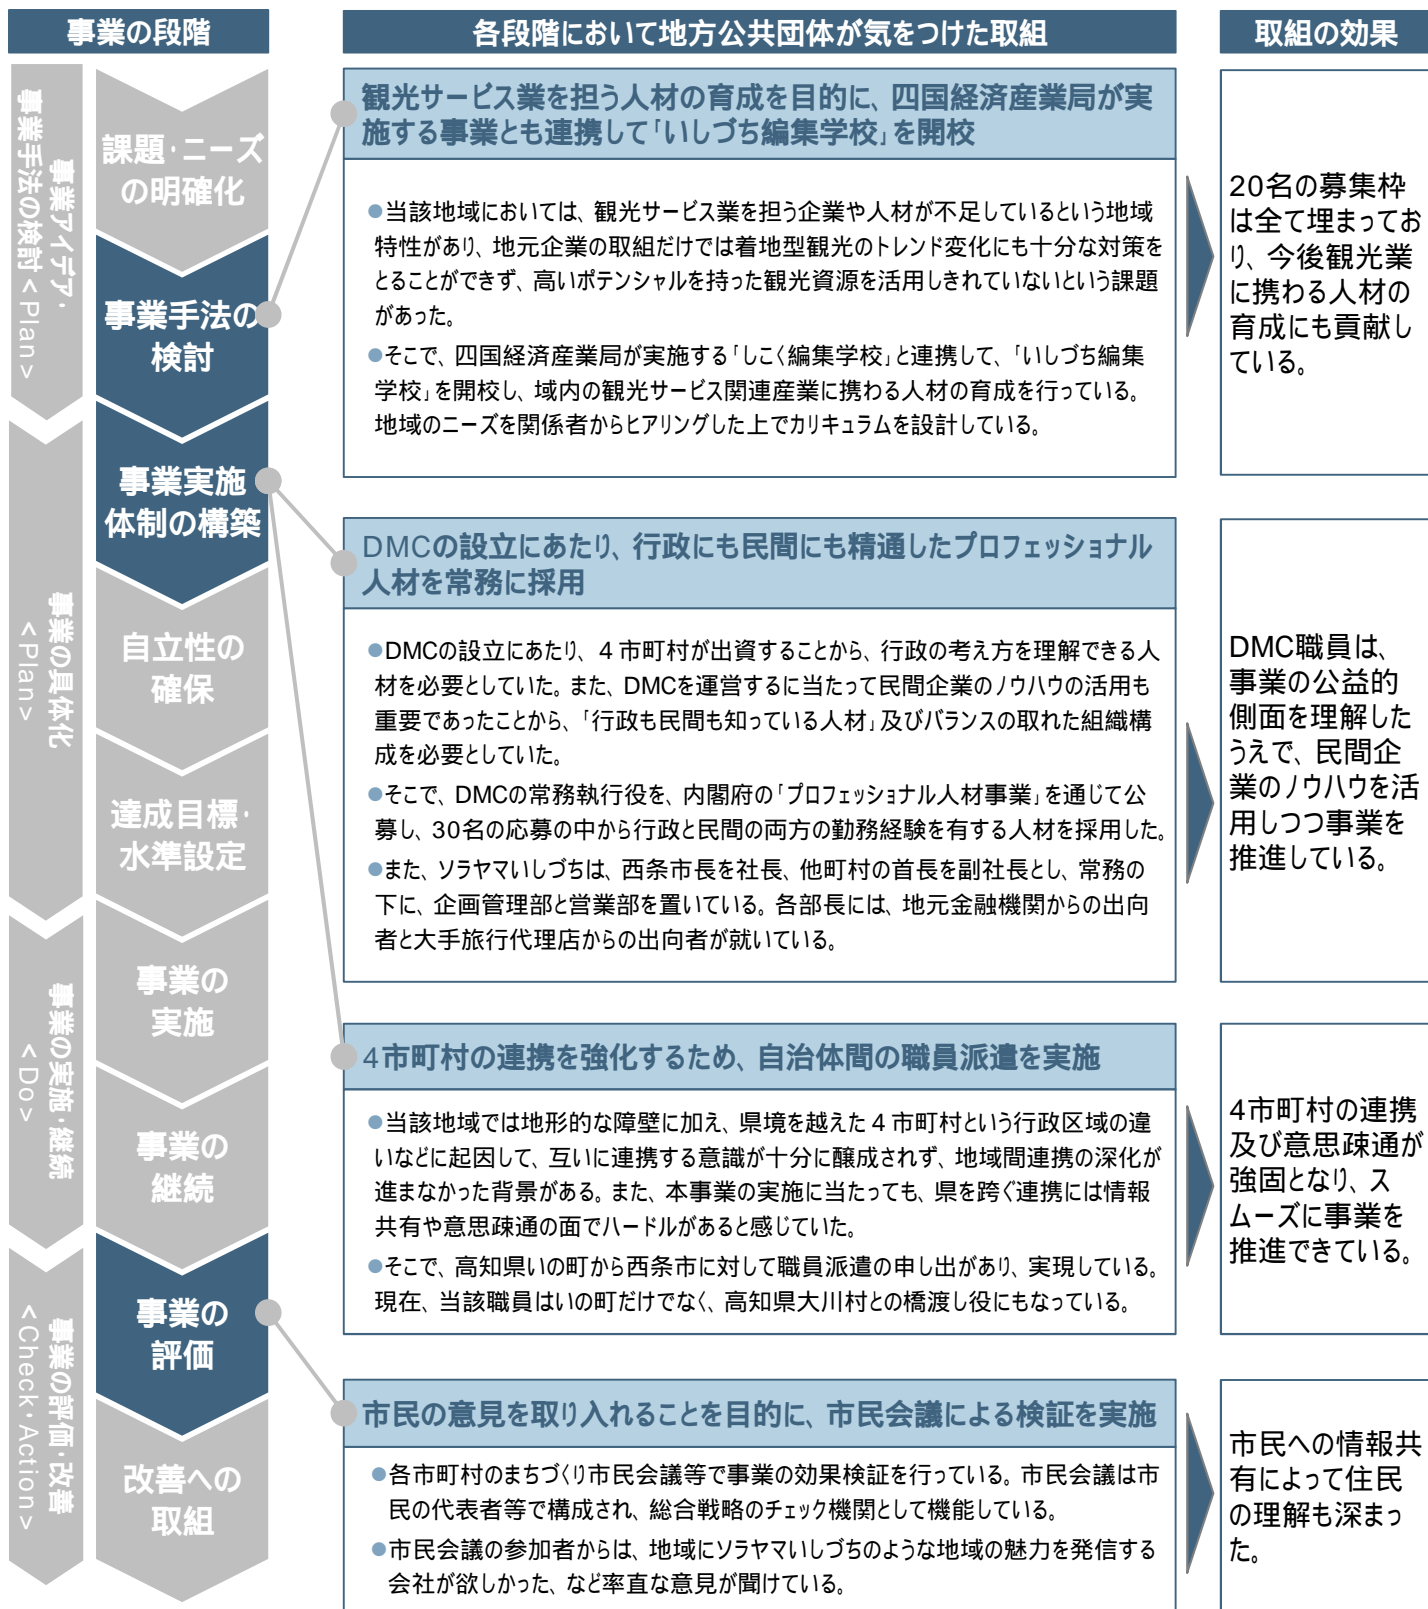 事業の段階
各段階において地方公共団体が気をつけた取組
取組の効果
事業アイデア・
事業手法の検討<Plan>
課題・ニーズ
の明確化
事業手法の
検討
観光サービス業を担う人材の育成を目的に、四国経済産業局が実
施する事業とも連携して「いしづち編集学校」を開校
●当該地域においては、観光サービス業を担う企業や人材が不足しているという地域
特性があり、地元企業の取組だけでは着地型観光のトレンド変化にも十分な対策を
とることができず、高いポテンシャルを持った観光資源を活用しきれていないという課題
があった。
●そこで、四国経済産業局が実施する「しこく編集学校」と連携して、「いしづち編集
学校」を開校し、域内の観光サービス関連産業に携わる人材の育成を行っている。
地域のニーズを関係者からヒアリングした上でカリキュラムを設計している。
20名の募集枠
は全て埋まってお
り、今後観光業
に携わる人材の
育成にも貢献し
ている。
事業の具体化
<Plan>
事業実施
体制の構築
自立性の
確保
達成目標・
水準設定
DMCの設立にあたり、行政にも民間にも精通したプロフェッショナル
人材を常務に採用
●DMCの設立にあたり、4市町村が出資することから、行政の考え方を理解できる人
材を必要としていた。また、DMCを運営するに当たって民間企業のノウハウの活用も
重要であったことから、「行政も民間も知っている人材」及びバランスの取れた組織構
成を必要としていた。
●そこで、DMCの常務執行役を、内閣府の「プロフェッショナル人材事業」を通じて公
募し、30名の応募の中から行政と民間の両方の勤務経験を有する人材を採用した。
●また、ソラヤマいしづちは、西条市長を社長、他町村の首長を副社長とし、常務の
下に、企画管理部と営業部を置いている。各部長には、地元金融機関からの出向
者と大手旅行代理店からの出向者が就いている。
DMC職員は、
事業の公益的
側面を理解した
うえで、民間企
業のノウハウを活
用しつつ事業を
推進している。
事業の実施・継続
<Do>
事業の
実施
事業の
継続
4市町村の連携を強化するため、自治体間の職員派遣を実施
●当該地域では地形的な障壁に加え、県境を越えた4市町村という行政区域の違
いなどに起因して、互いに連携する意識が十分に醸成されず、地域間連携の深化が
進まなかった背景がある。また、本事業の実施に当たっても、県を跨ぐ連携には情報
共有や意思疎通の面でハードルがあると感じていた。
●そこで、高知県いの町から西条市に対して職員派遣の申し出があり、実現している。
現在、当該職員はいの町だけでなく、高知県大川村との橋渡し役にもなっている。
4市町村の連携
及び意思疎通が
強固となり、ス
ムーズに事業を
推進できている。
事業の評価・改善
<Check・Action>
事業の
評価
改善への
取組
市民の意見を取り入れることを目的に、市民会議による検証を実施
●各市町村のまちづくり市民会議等で事業の効果検証を行っている。市民会議は市
民の代表者等で構成され、総合戦略のチェック機関として機能している。
●市民会議の参加者からは、地域にソラヤマいしづちのような地域の魅力を発信する
会社が欲しかった、など率直な意見が聞けている。
市民への情報共
有によって住民
の理解も深まっ
た。